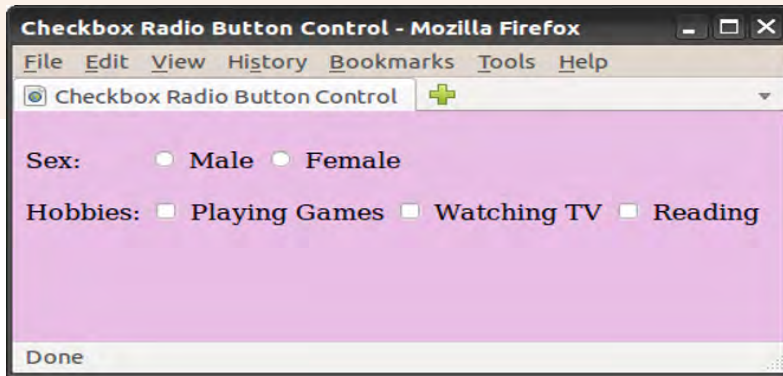 Checkbox Radio Button Control - Mozilla Firefox
File Edit View History Bookmarks Tools Help
Checkbox Radio Button Control
Sex: Male Female
Hobbies: Playing Games Watching TV Reading
Done